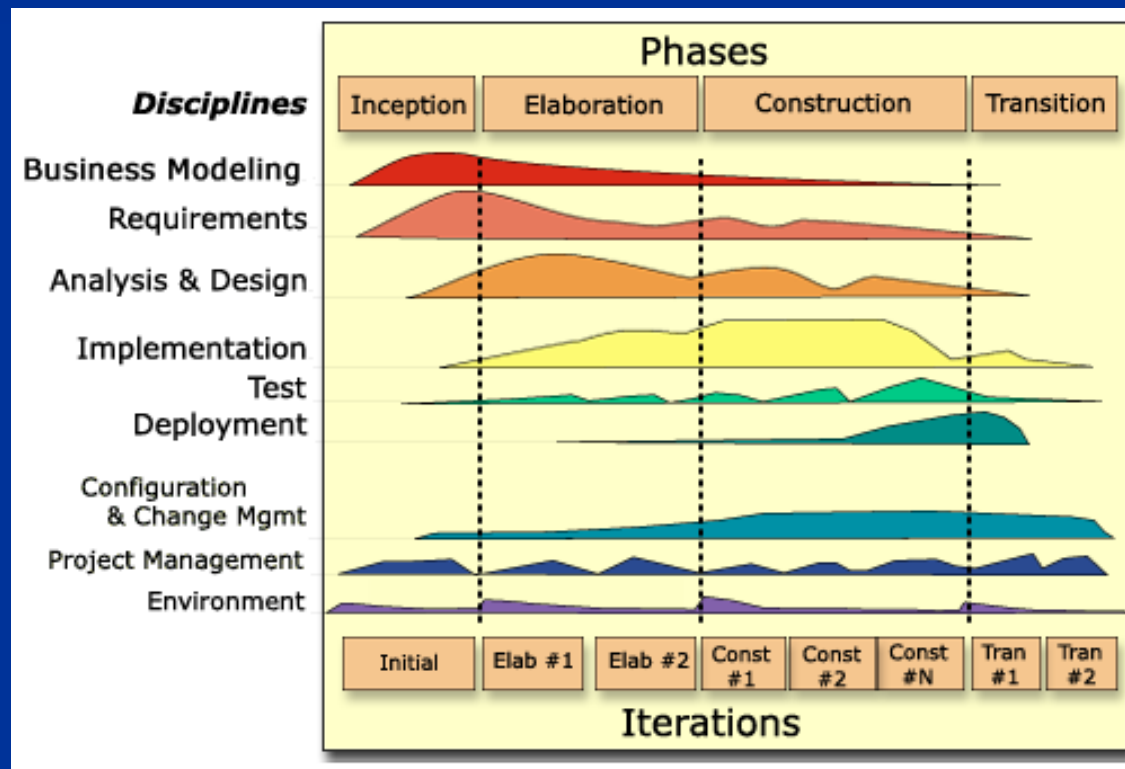 Phases
Disciplines
Inception
Elaboration
Construction
Transition
Business Modeling
Requirements
Analysis & Design
Implementation
Test
Deployment
Configuration
& Change Mgmt
Project Management
Environment
Initial
Elab #1
Elab #2
Const
#1
Const
#2
Const
#N
Tran
#1
Tran
#2
Iterations